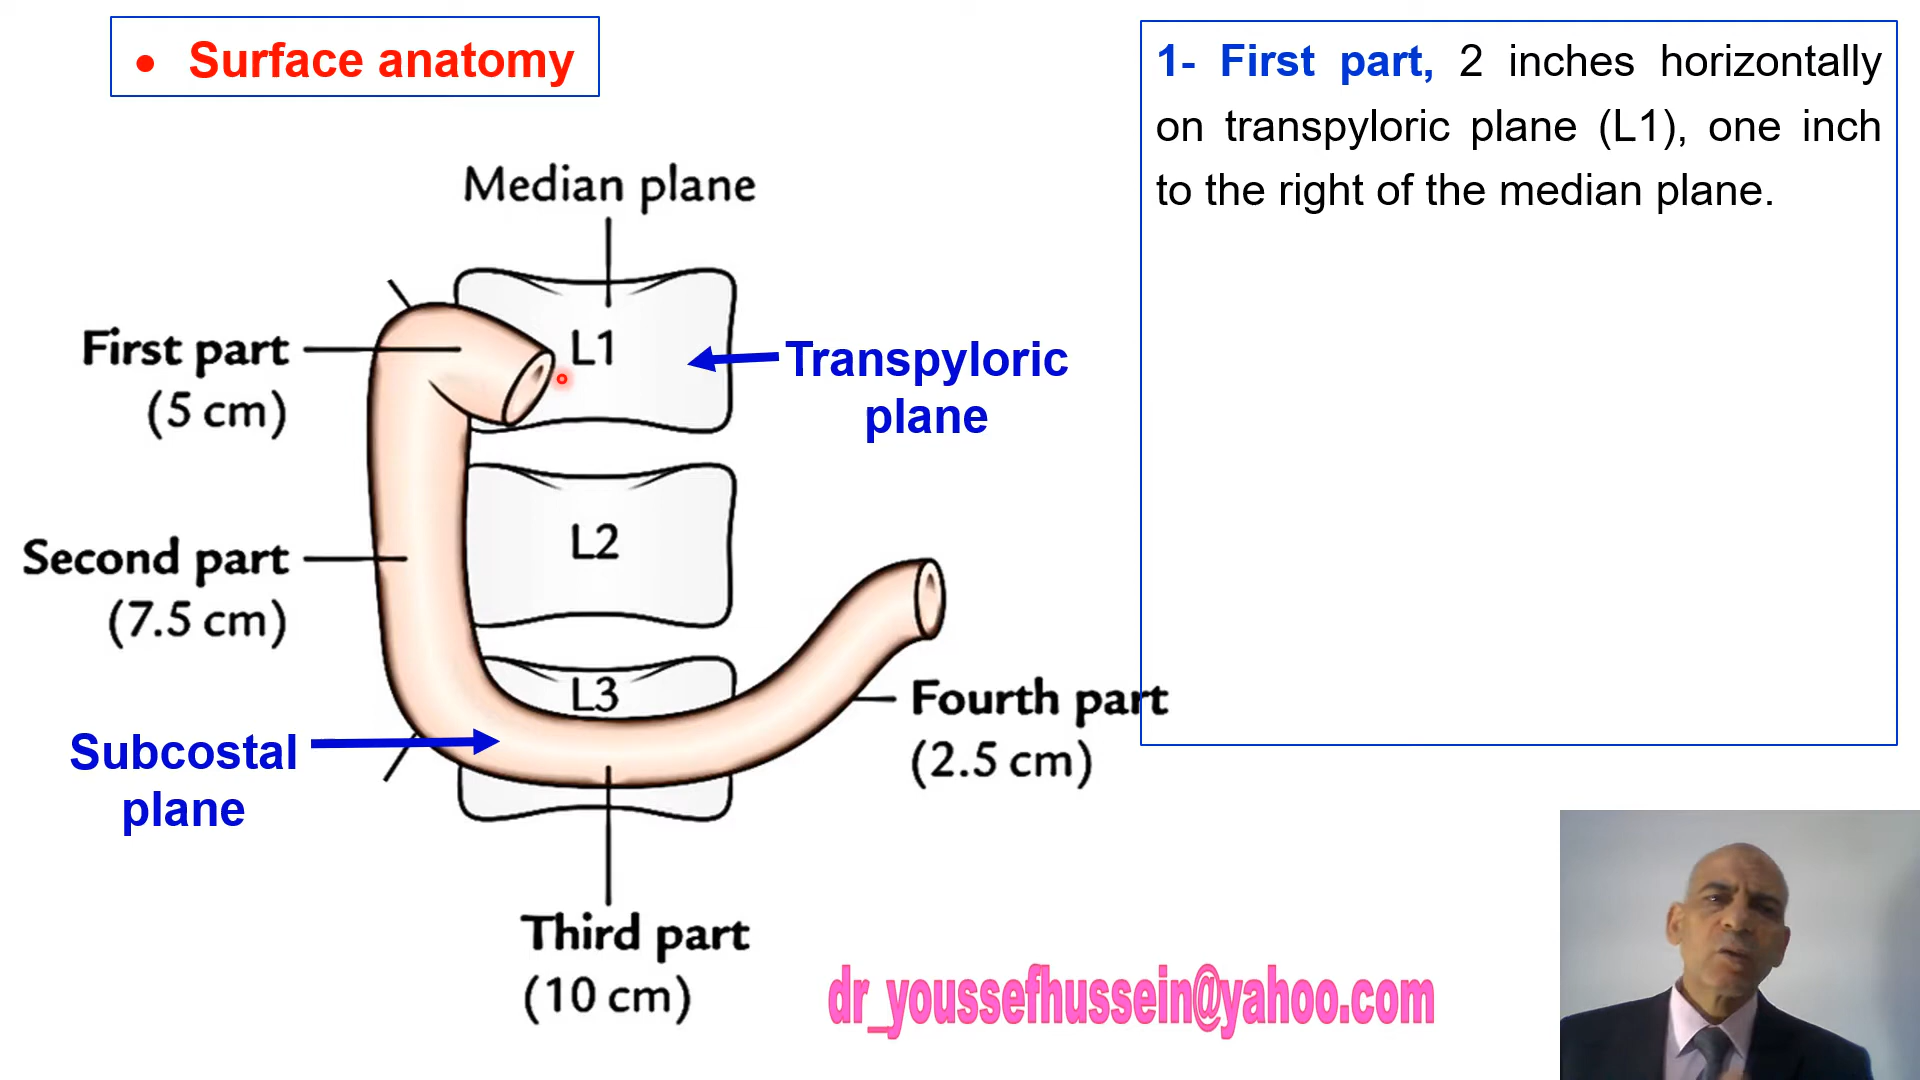 • Surface anatomy
1- First part, 2 inches horizontally
on transpyloric plane (L1), one inch
to the right of the median plane.
Median plane
First part
(5 cm)
L1
Transpyloric
plane
Second part
(7.5 cm)
L2
L3
Fourth part
(2.5 cm)
Subcostal
plane
Third part
(10 cm)
dr_youssefhussein@yahoo.com